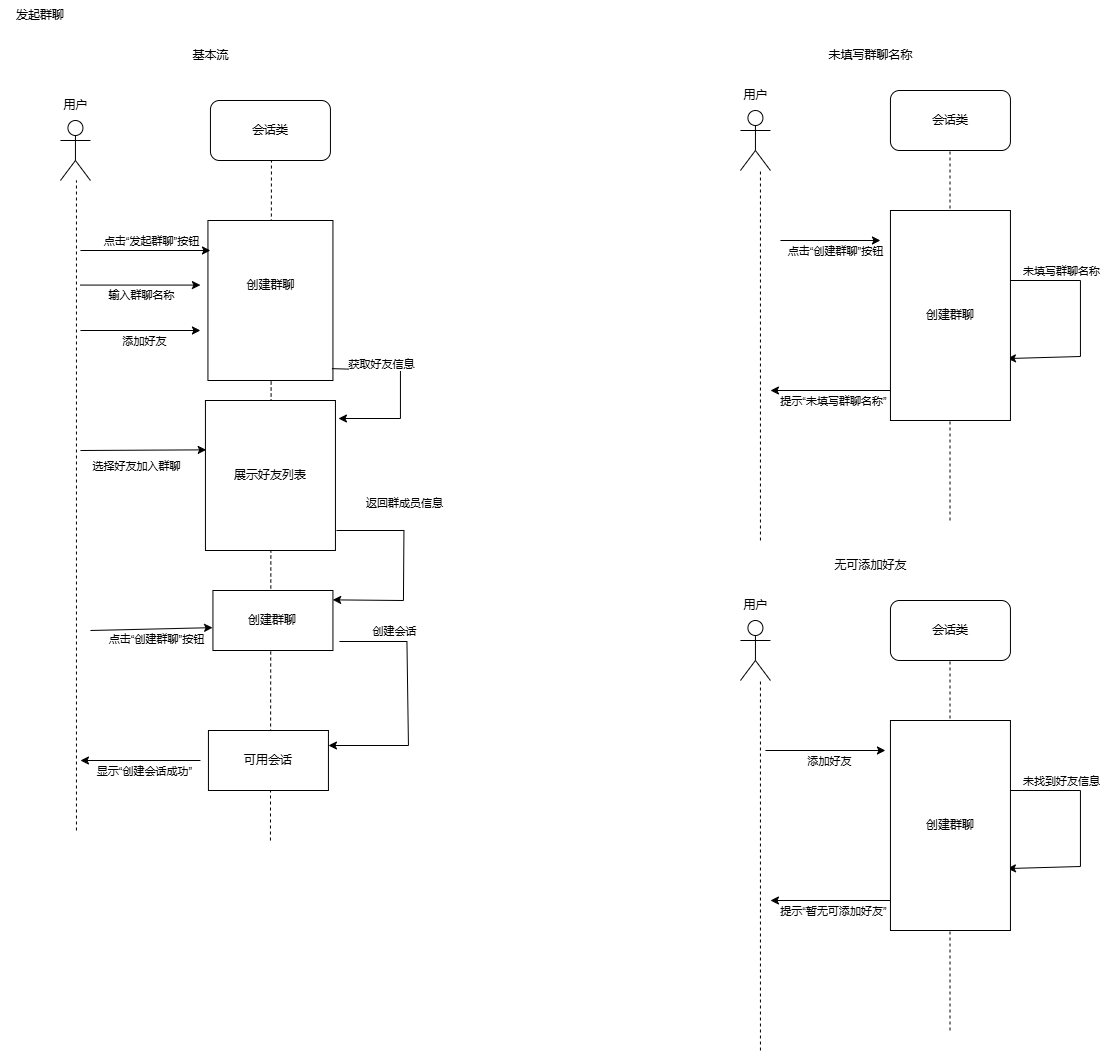 发起群聊
基本流
用户
会话类
点击“发起群聊”按钮
创建群聊
输入群聊名称
添加好友
获取好友信息
选择好友加入群聊
展示好友列表
返回群成员信息
创建群聊
点击“创建群聊”按钮
创建会话
可用会话
显示“创建会话成功”
未填写群聊名称
用户
会话类
点击“创建群聊”按钮
未填写群聊名称
创建群聊
提示“未填写群聊名称”
无可添加好友
用户
会话类
添加好友
未找到好友信息
创建群聊
提示“暂无可添加好友”